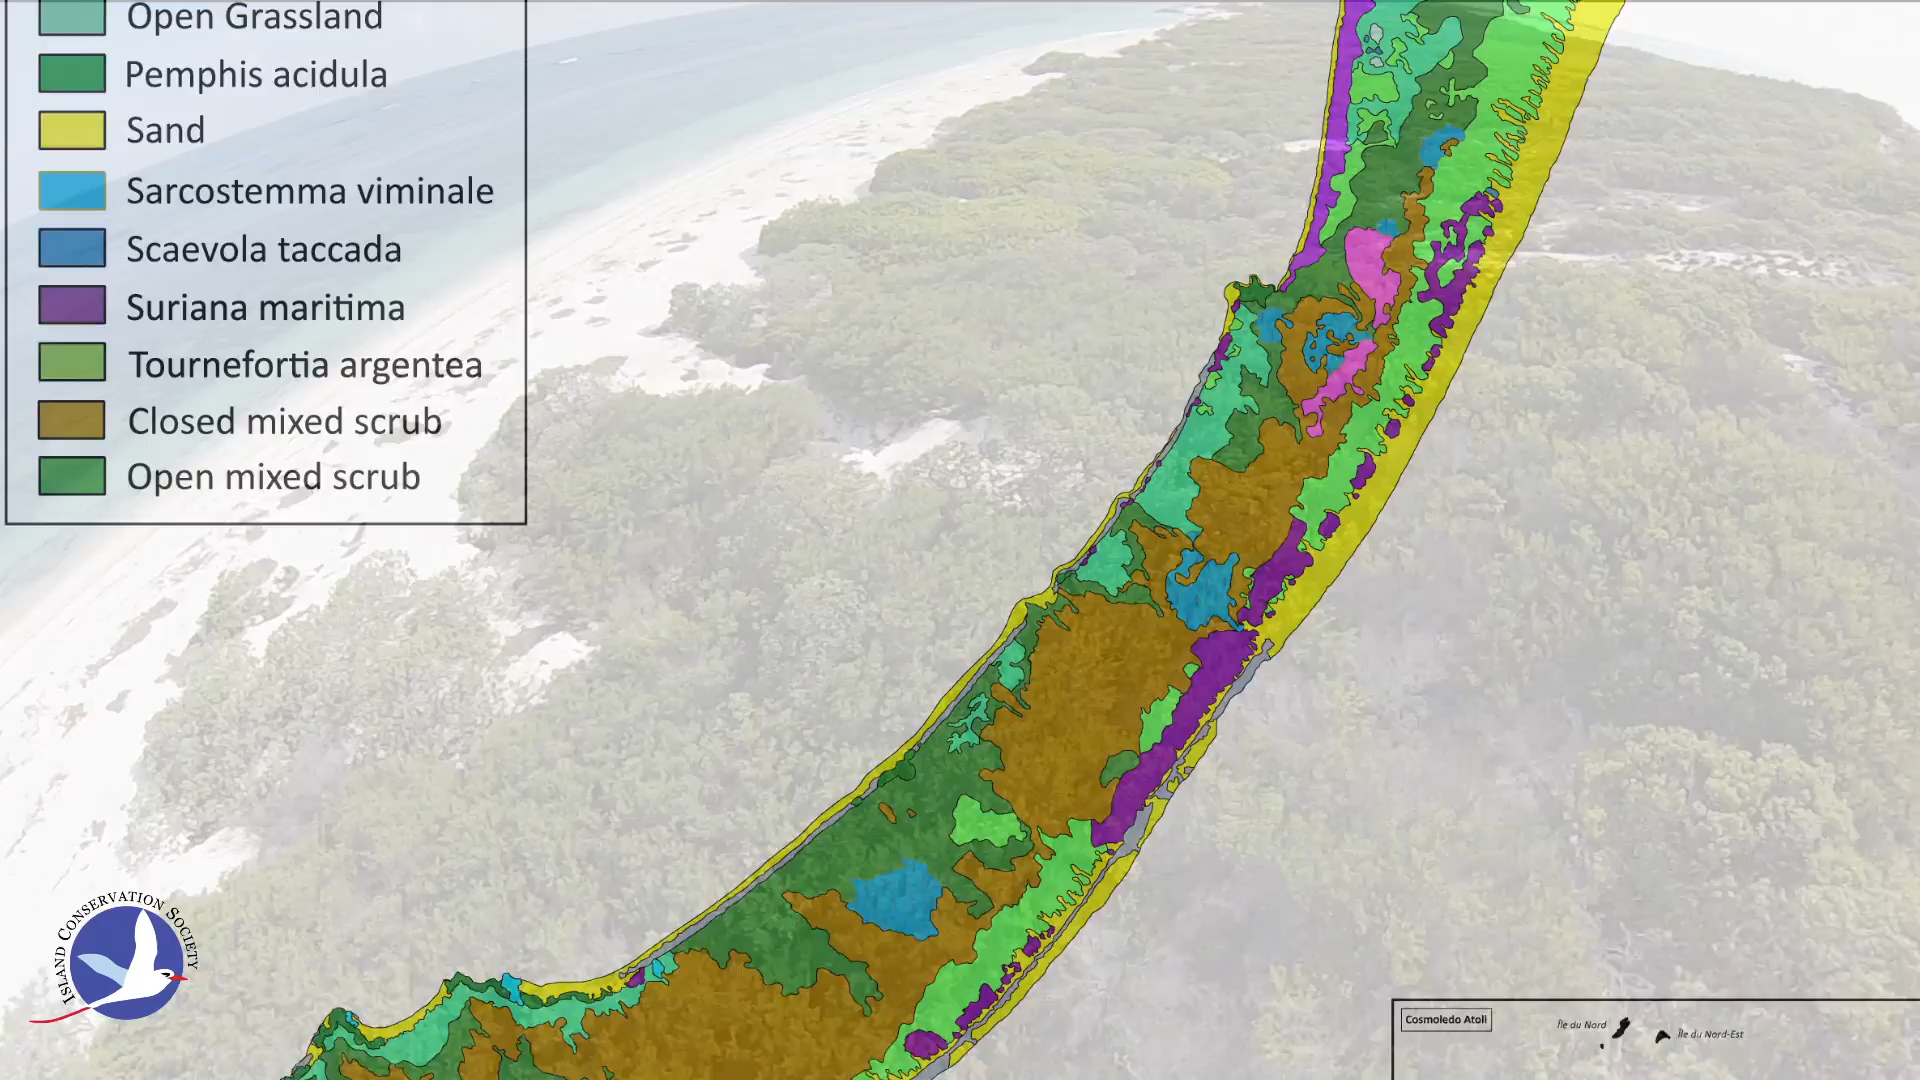 Open Grassland
Pemphis acidula
Sand
Sarcostemma viminale
Scaevola taccada
Suriana maritima
Tournefortia argentea
Closed mixed scrub
Open mixed scrub
ISLAND CONSERVATION SOCIETY
Cosmoledo Atoll
Île du Nord
Île du Nord-Est